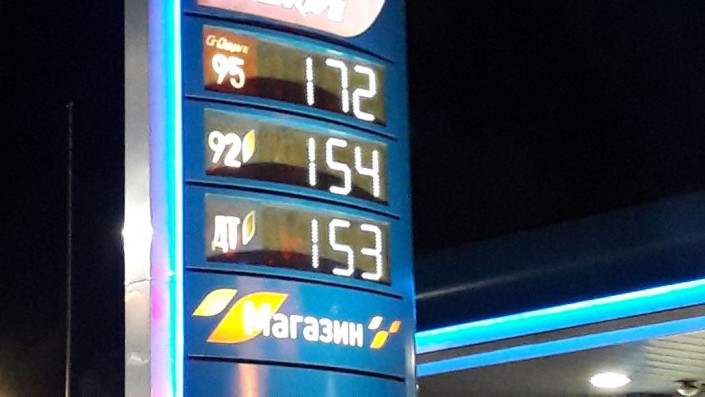 G-Drive
95 172
92 154
ДТ 153
Магазин